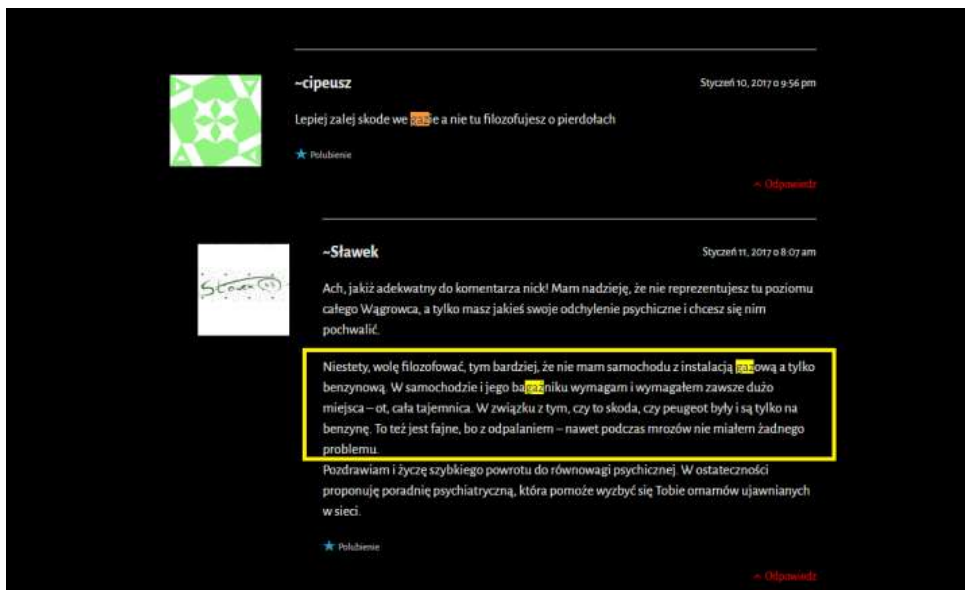 ~cipeusz
Styczeń 10, 2017 o 9:56 pm
Lepiej zalej skode we gazie a nie tu filozofujesz o pierdołach
★ Polubienie
^ Odpowiedz
~Sławek
Styczeń 11, 2017 o 8:07 am
Ach, jakiż adekwatny do komentarza nick! Mam nadzieję, że nie reprezentujesz tu poziomu
całego Wągrowca, a tylko masz jakieś swoje odchylenie psychiczne i chcesz się nim
pochwalić.
Niestety, wolę filozofować, tym bardziej, że nie mam samochodu z instalacją gazową a tylko
benzynową. W samochodzie i jego bagażniku wymagam i wymagałem zawsze dużo
miejsca – ot, cała tajemnica. W związku z tym, czy to skoda, czy peugeot były i są tylko na
benzynę. To też jest fajne, bo z odpalaniem – nawet podczas mrozów nie miałem żadnego
problemu.
Pozdrawiam i życzę szybkiego powrotu do równowagi psychicznej. W ostateczności
proponuję poradnię psychiatryczną, która pomoże wyzbyć się Tobie omamów ujawnianych
w sieci.
★ Polubienie
^ Odpowiedz